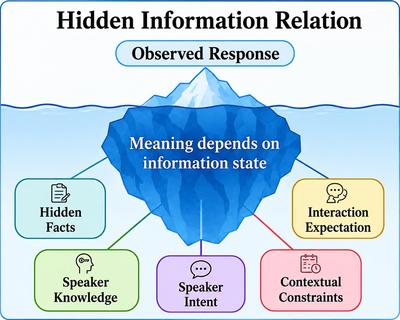 Hidden Information Relation
Observed Response
Meaning depends on
information state
Hidden
Facts
Interaction
Expectation
Speaker
Knowledge
Speaker
Intent
Contextual
Constraints